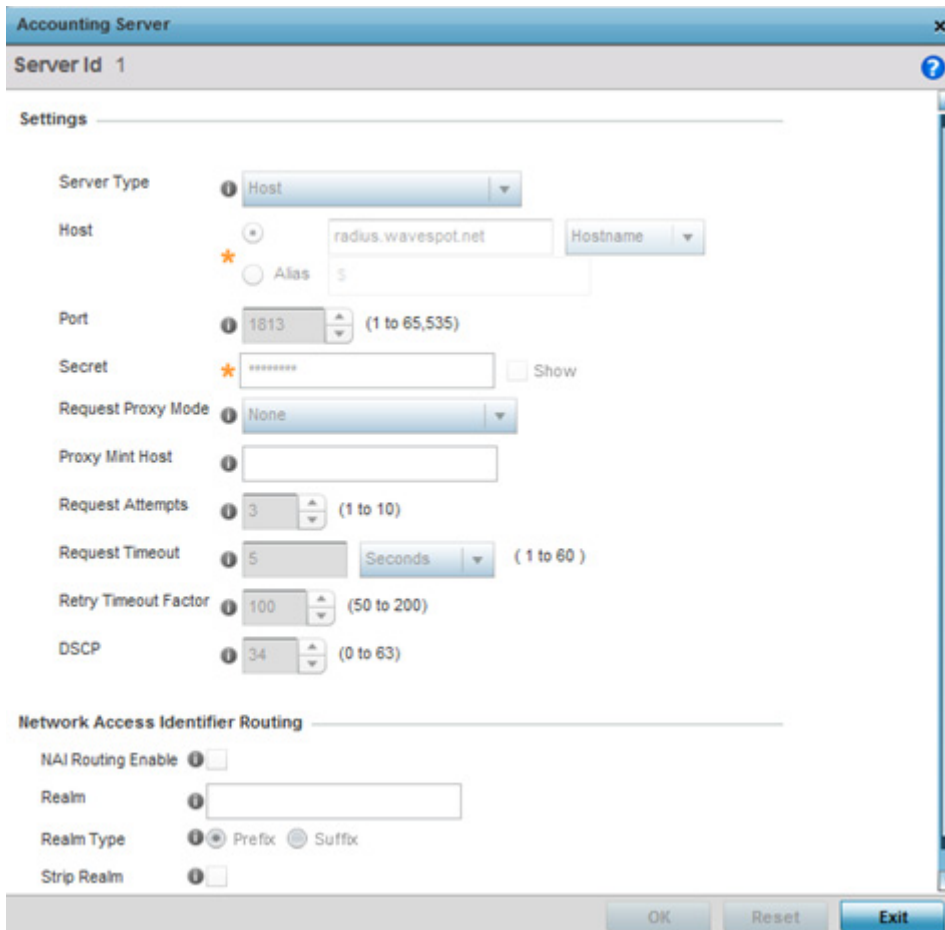 Accounting Server
Server Id 1
Settings
Server Type Host
Host radius.wavespot.net Hostname
Alias $
Port 1813 (1 to 65,535)
Secret ******** Show
Request Proxy Mode None
Proxy Mint Host
Request Attempts 3 (1 to 10)
Request Timeout 5 Seconds ( 1 to 60 )
Retry Timeout Factor 100 (50 to 200)
DSCP 34 (0 to 63)
Network Access Identifier Routing
NAI Routing Enable
Realm
Realm Type Prefix Suffix
Strip Realm
OK Reset Exit